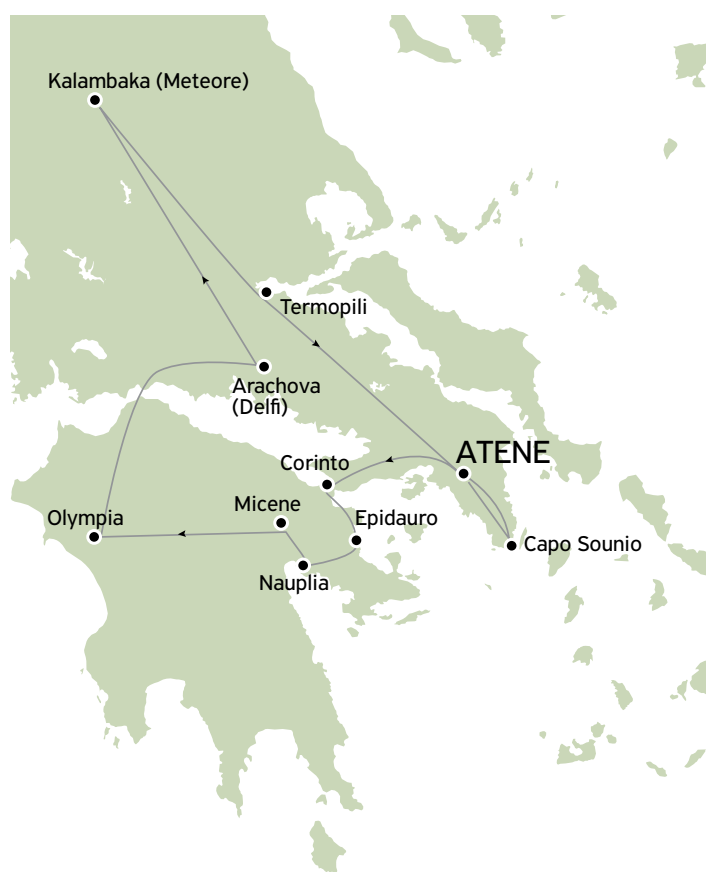 Kalambaka (Meteore)
Termopili
Arachova
(Delfi)
ATENE
Corinto
Micene
Olympia
Epidauro
Capo Sounio
Nauplia